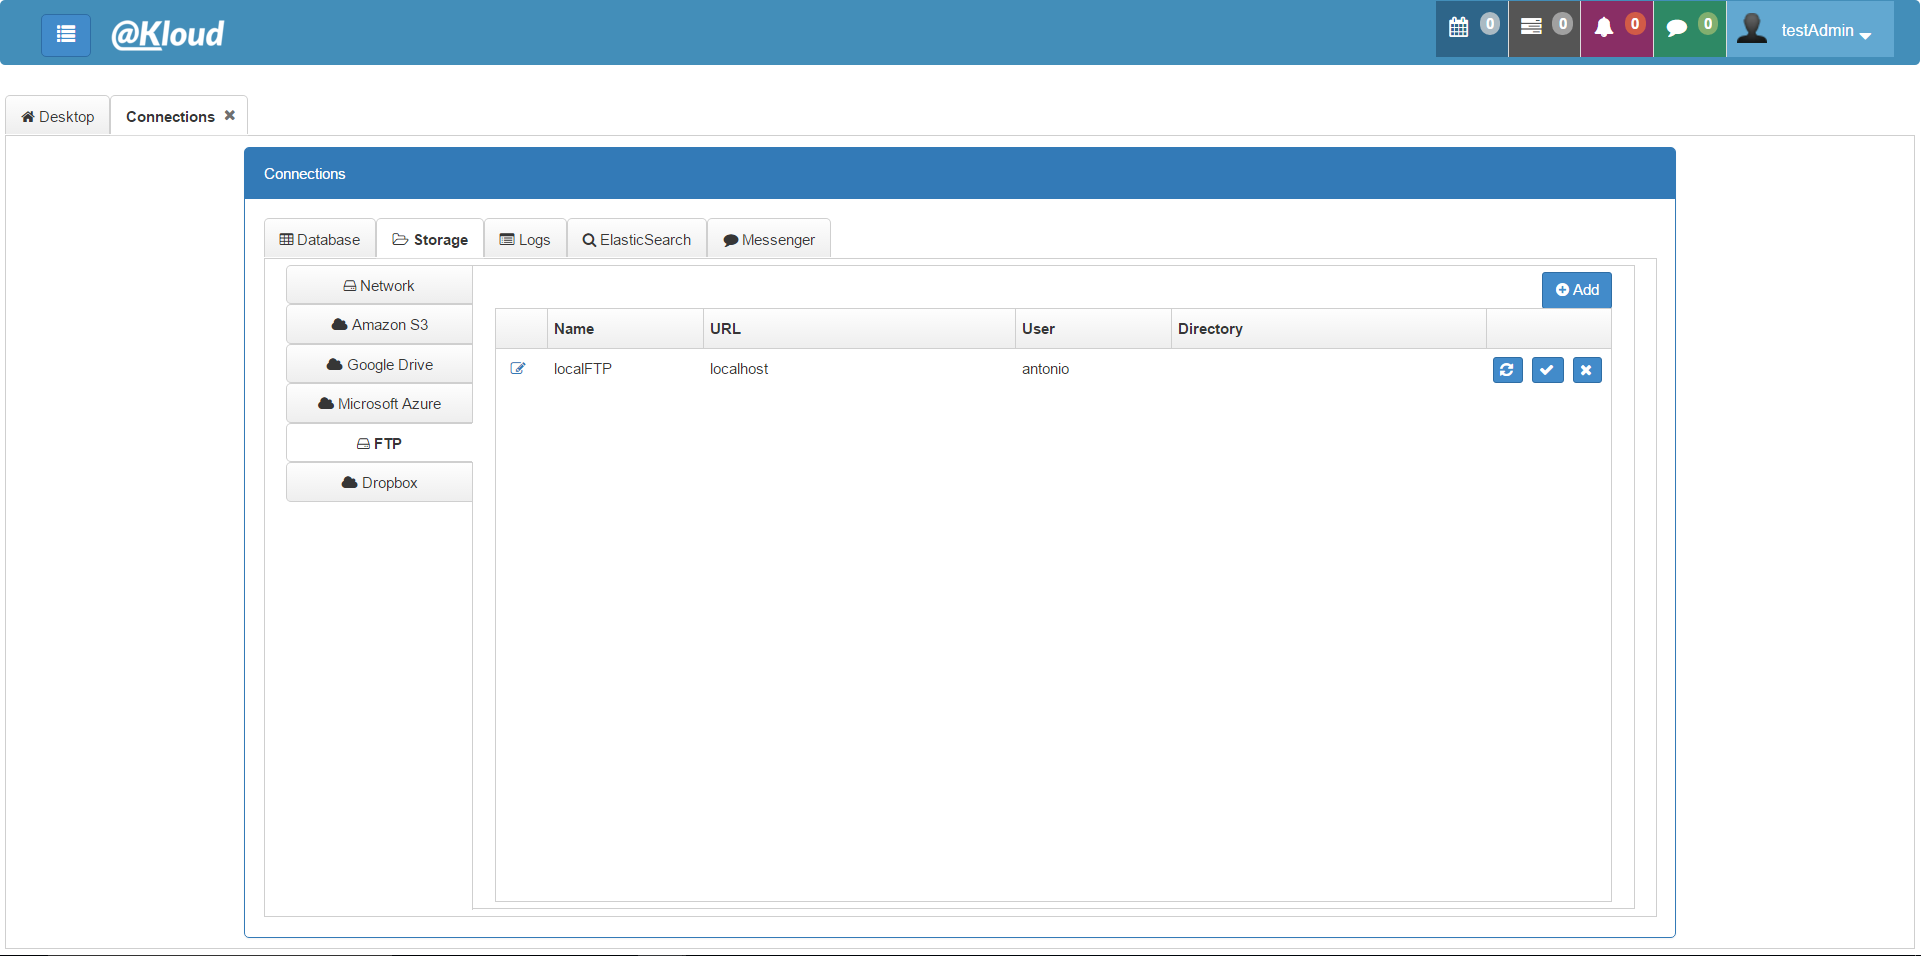 @Kloud
0
0
0
0
testAdmin
Desktop
Connections
Connections
Database
Storage
Logs
ElasticSearch
Messenger
Network
Amazon S3
Google Drive
Microsoft Azure
FTP
Dropbox
Add
Name URL User Directory
localFTP localhost antonio